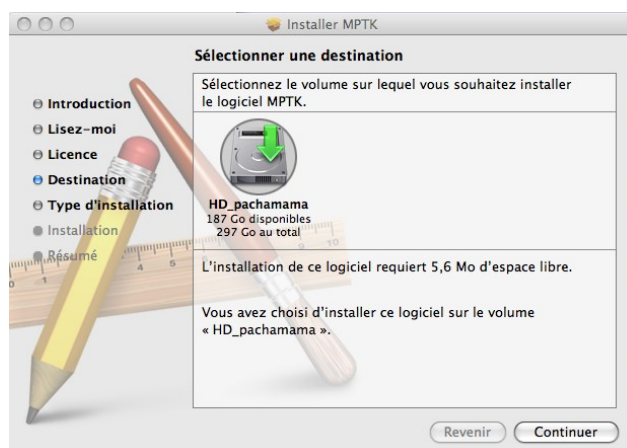 Installer MPTK
Sélectionner une destination
Introduction
Lisez-moi
Licence
Destination
Type d'installation
Installation
Résumé
Sélectionnez le volume sur lequel vous souhaitez installer
le logiciel MPTK.
HD_pachamama
187 Go disponibles
297 Go au total
L'installation de ce logiciel requiert 5,6 Mo d'espace libre.
Vous avez choisi d'installer ce logiciel sur le volume
« HD_pachamama ».
Revenir
Continuer